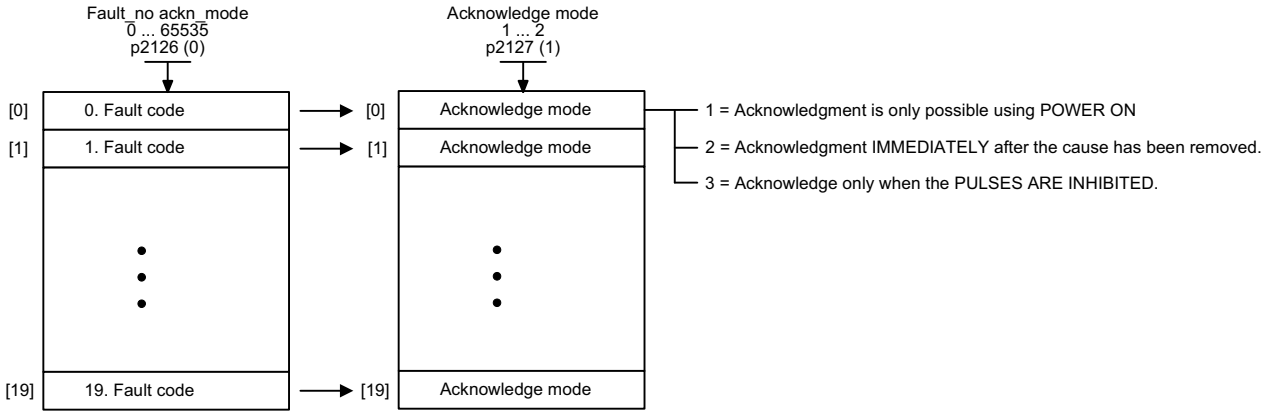 Fault_no ackn_mode
0 ... 65535
p2126 (0)
Acknowledge mode
1 ... 2
p2127 (1)
[0] 0. Fault code [0] Acknowledge mode 1 = Acknowledgment is only possible using POWER ON
[1] 1. Fault code [1] Acknowledge mode 2 = Acknowledgment IMMEDIATELY after the cause has been removed.
3 = Acknowledge only when the PULSES ARE INHIBITED.
[19] 19. Fault code [19] Acknowledge mode